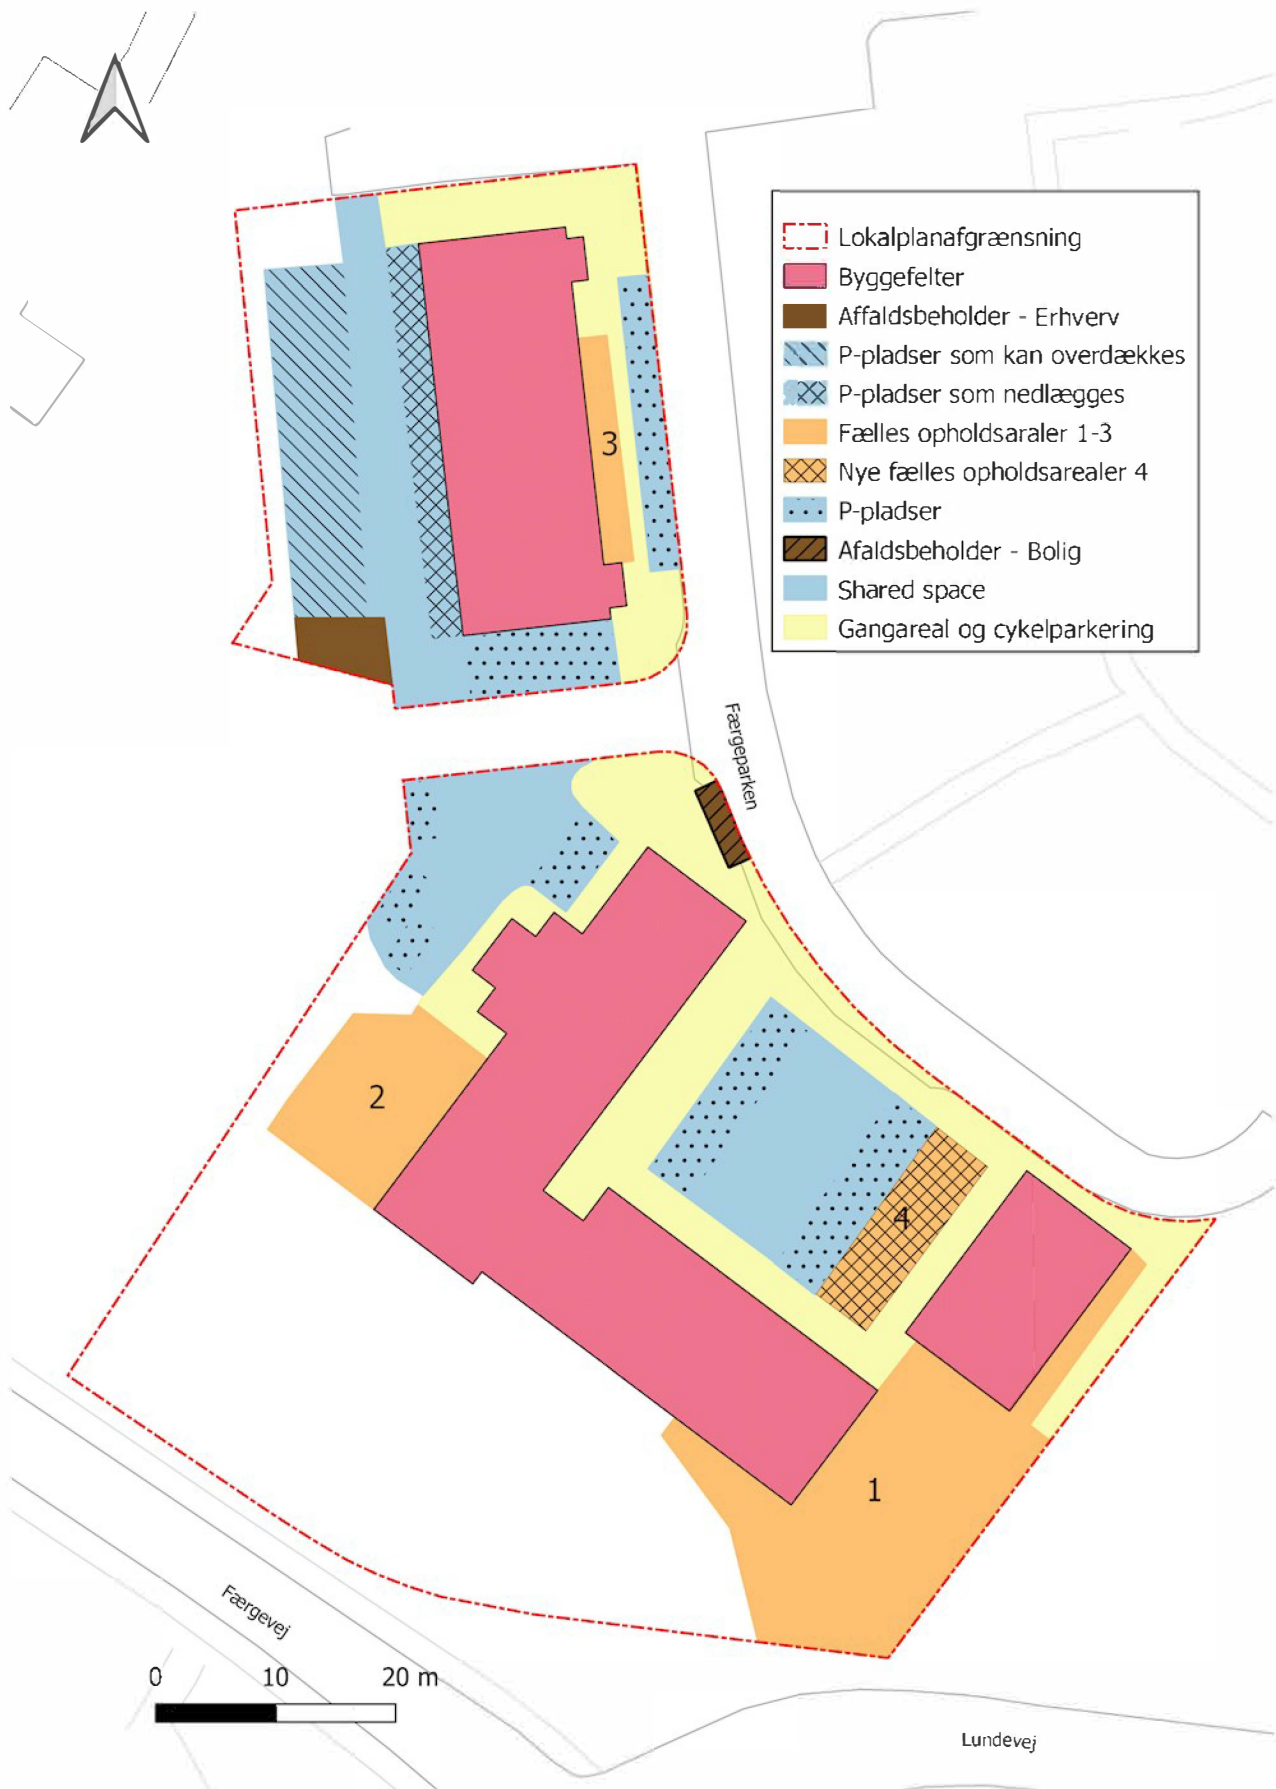 Lokalplanafgrænsning
Byggefelter
Affaldsbeholder - Erhverv
P-pladser som kan overdækkes
P-pladser som nedlægges
Fælles opholdsaraler 1-3
Nye fælles opholdsarealer 4
P-pladser
Afaldsbeholder - Bolig
Shared space
Gangareal og cykelparkering
3
Færgeparken
2
4
1
Færgevej
0 10 20 m
Lundevej